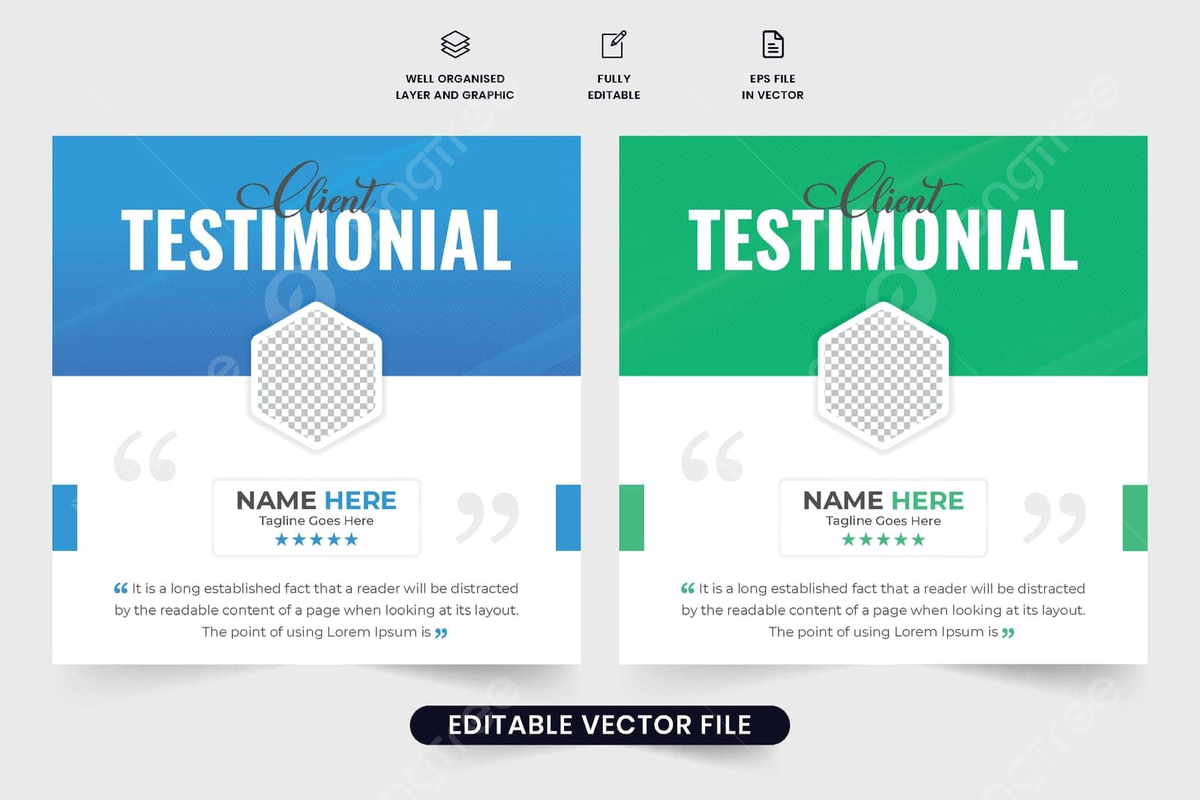 WELL ORGANISED
LAYER AND GRAPHIC
FULLY
EDITABLE
EPS FILE
IN VECTOR
Client
TESTIMONIAL
NAME HERE
Tagline Goes Here
“ It is a long established fact that a reader will be distracted
by the readable content of a page when looking at its layout.
The point of using Lorem Ipsum is ”
Client
TESTIMONIAL
NAME HERE
Tagline Goes Here
“ It is a long established fact that a reader will be distracted
by the readable content of a page when looking at its layout.
The point of using Lorem Ipsum is ”
EDITABLE VECTOR FILE